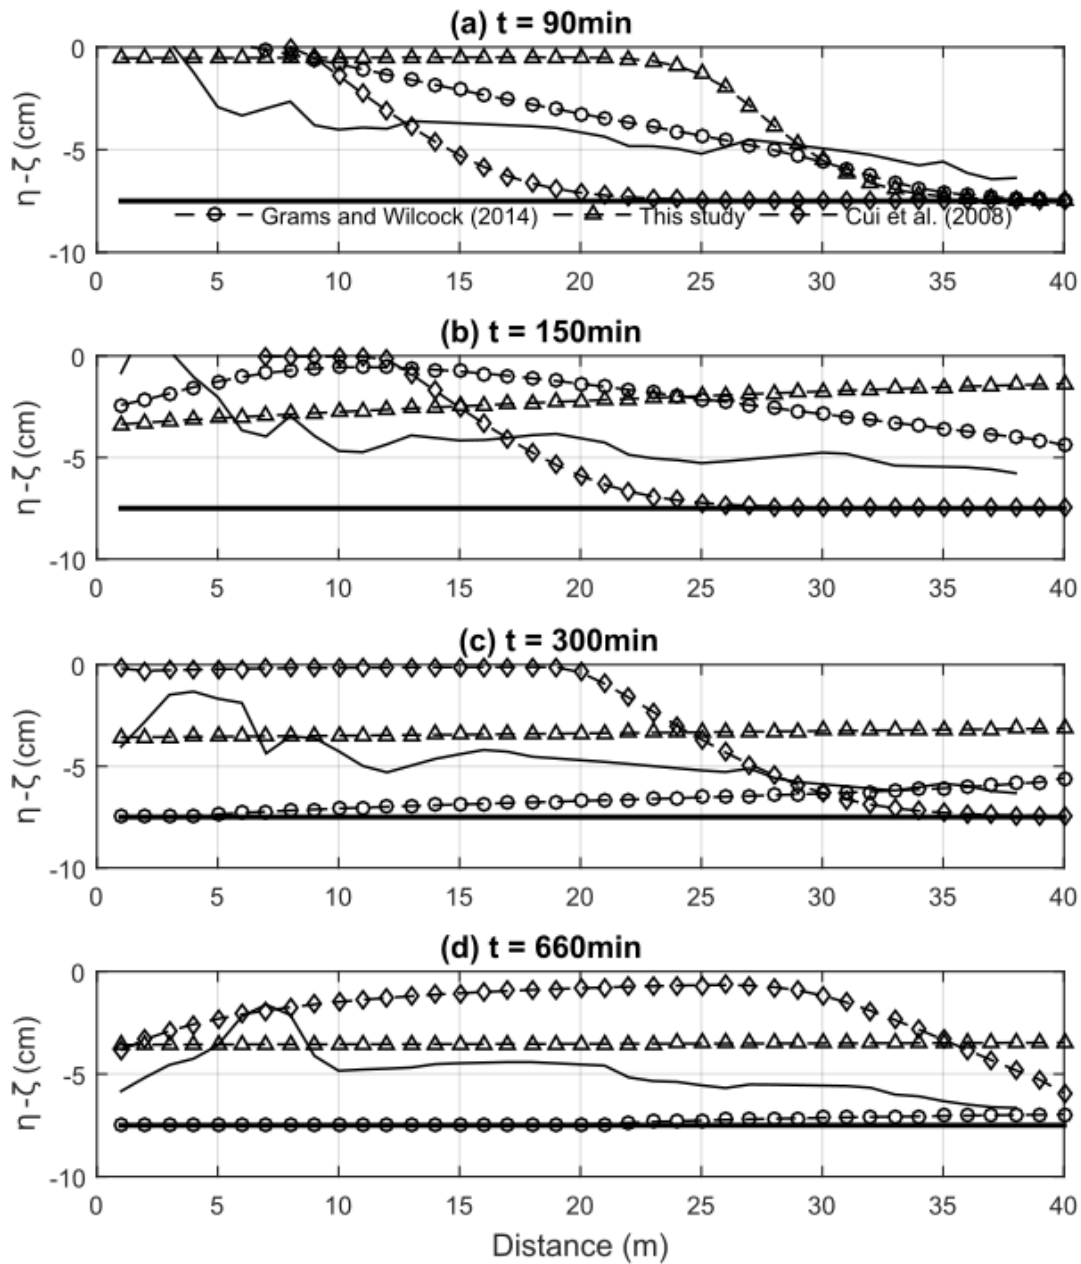 (a) t = 90min
0
-5
-10
η - ζ (cm)
Grams and Wilcock (2014) This study Cui et al. (2008)
0 5 10 15 20 25 30 35 40
(b) t = 150min
0
-5
-10
η - ζ (cm)
0 5 10 15 20 25 30 35 40
(c) t = 300min
0
-5
-10
η - ζ (cm)
0 5 10 15 20 25 30 35 40
(d) t = 660min
0
-5
-10
η - ζ (cm)
0 5 10 15 20 25 30 35 40
Distance (m)